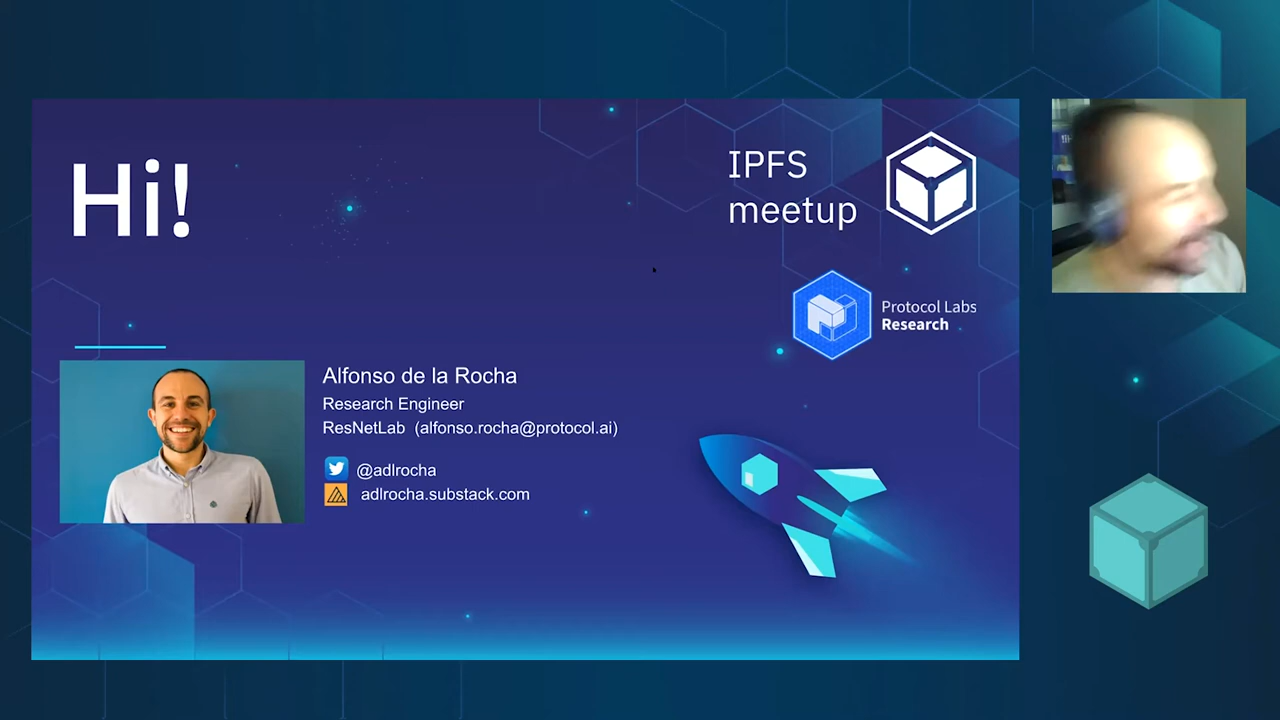 Hi!
IPFS
meetup
Protocol Labs
Research
Alfonso de la Rocha
Research Engineer
ResNetLab (alfonso.rocha@protocol.ai)
@adlrocha
adlrocha.substack.com